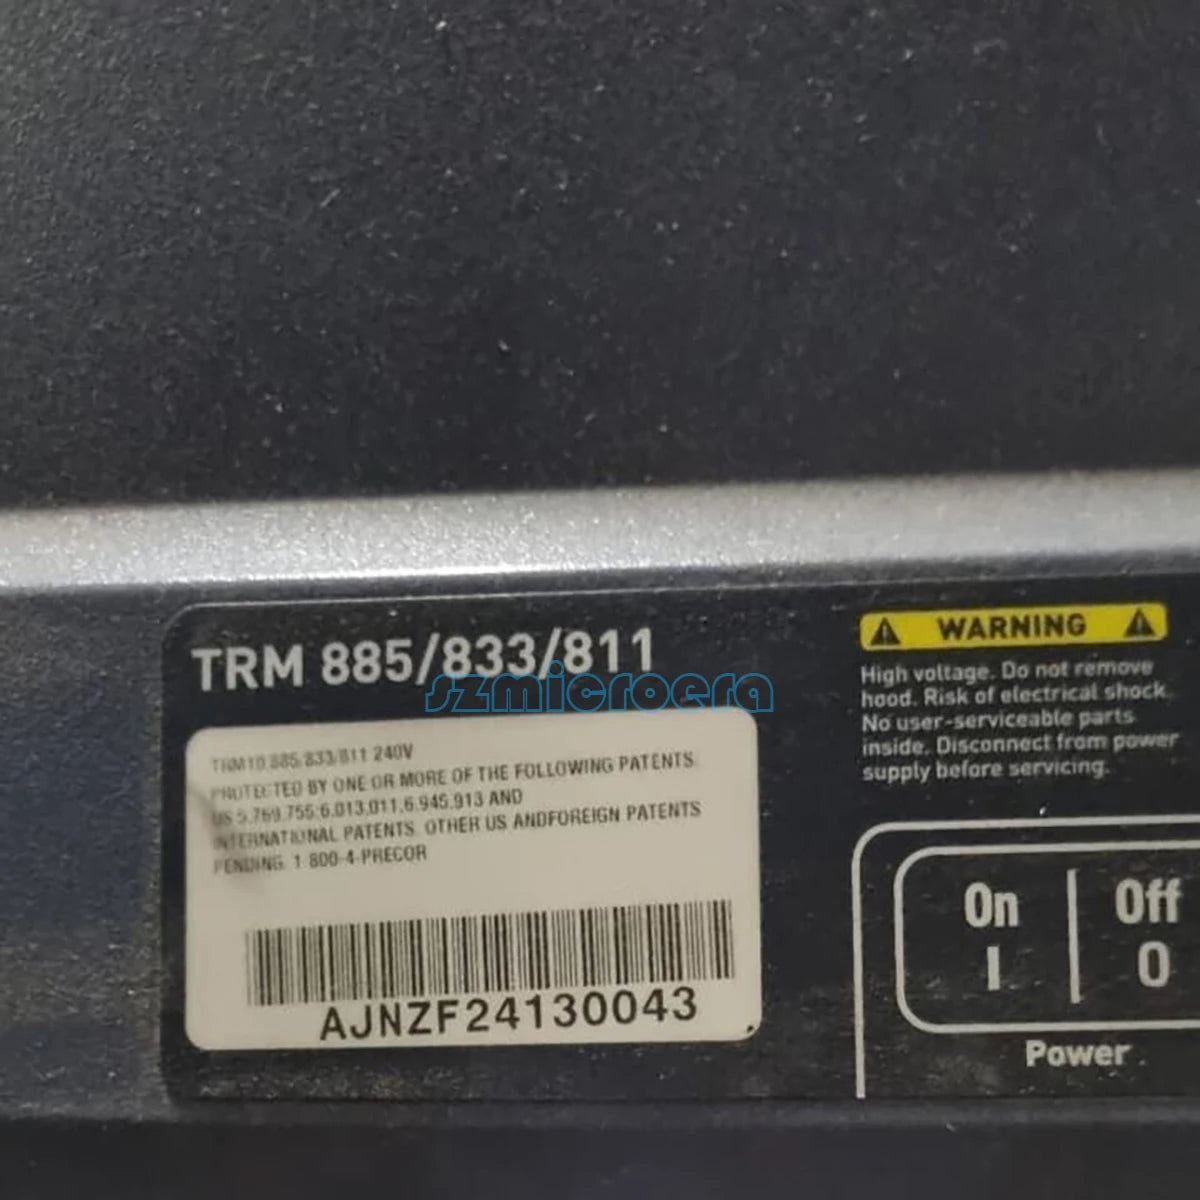 TRM 885/833/811
szmicroera
TRM10 885/833/811 240V
PROTECTED BY ONE OR MORE OF THE FOLLOWING PATENTS
US 5,769,755;6,013,011,6,945,913 AND
INTERNATIONAL PATENTS. OTHER US ANDFOREIGN PATENTS
PENDING. 1 800-4-PRECOR
AJNZF24130043
WARNING
High voltage. Do not remove
hood. Risk of electrical shock.
No user-serviceable parts
inside. Disconnect from power
supply before servicing.
On Off
I O
Power